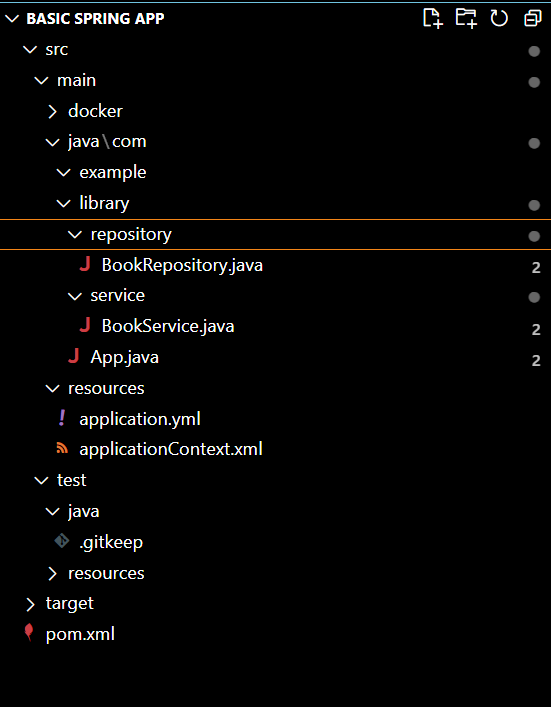 BASIC SPRING APP
src
main
docker
java\com
example
library
repository
BookRepository.java 2
service
BookService.java 2
App.java 2
resources
application.yml
applicationContext.xml
test
java
.gitkeep
resources
target
pom.xml